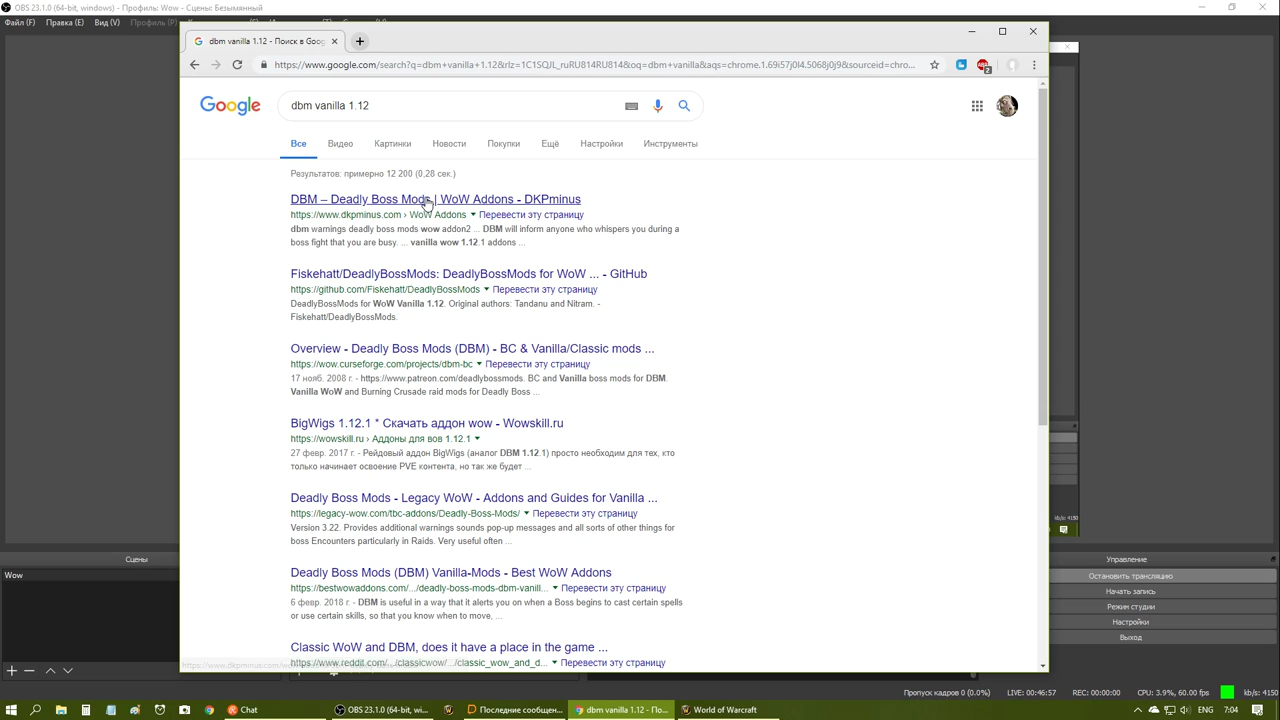 OBS 23.1.0 (64-bit, windows) - Профиль: Wow - Сцены: Безымянный
Файл (F) Правка (E) Вид (V) Профиль (P)
dbm vanilla 1.12 - Поиск в Goog
https://www.google.com/search?q=dbm+vanilla+1.12&rlz=1C1SQJL_ruRU814RU814&oq=dbm+vanilla&aqs=chrome.1.69i57j0l4.5068j0j9&sourceid=chro...
2
Google dbm vanilla 1.12
Все Видео Картинки Новости Покупки Ещё Настройки Инструменты
Результатов: примерно 12 200 (0,28 сек.)
DBM – Deadly Boss Mods | WoW Addons - DKPminus
https://www.dkpminus.com › WoW Addons ▼ Перевести эту страницу
dbm warnings deadly boss mods wow addon2 ... DBM will inform anyone who whispers you during a
boss fight that you are busy. ... vanilla wow 1.12.1 addons ...
Fiskehatt/DeadlyBossMods: DeadlyBossMods for WoW ... - GitHub
https://github.com/Fiskehatt/DeadlyBossMods ▼ Перевести эту страницу
DeadlyBossMods for WoW Vanilla 1.12. Original authors: Tandanu and Nitram. -
Fiskehatt/DeadlyBossMods.
Overview - Deadly Boss Mods (DBM) - BC & Vanilla/Classic mods ...
https://wow.curseforge.com/projects/dbm-bc ▼ Перевести эту страницу
17 нояб. 2008 г. - https://www.patreon.com/deadlybossmods. BC and Vanilla boss mods for DBM.
Vanilla WoW and Burning Crusade raid mods for Deadly Boss ...
BigWigs 1.12.1 * Скачать аддон wow - Wowskill.ru
https://wowskill.ru › Аддоны для вов 1.12.1 ▼
27 февр. 2017 г. - Рейдовый аддон BigWigs (аналог DBM 1.12.1) просто необходим для тех, кто
только начинает освоение PVE контента, но так же будет ...
Deadly Boss Mods - Legacy WoW - Addons and Guides for Vanilla ...
https://legacy-wow.com/tbc-addons/Deadly-Boss-Mods/ ▼ Перевести эту страницу
Version 3.22. Provides additional warnings sounds pop-up messages and all sorts of other things for
boss Encounters particularly in Raids. Very useful often ...
Deadly Boss Mods (DBM) Vanilla-Mods - Best WoW Addons
https://bestwowaddons.com/.../deadly-boss-mods-dbm-vanill... ▼ Перевести эту страницу
6 февр. 2018 г. - DBM is useful in a way that it alerts you on when a Boss begins to cast certain spells
or use certain skills, so that you know when to move, ...
Classic WoW and DBM, does it have a place in the game ...
https://www.reddit.com/.../classicwow/.../classic_wow_and_d... ▼ Перевести эту страницу
kb/s: 4150
Сцены
Wow
Управление
Остановить трансляцию
Начать запись
Режим студии
Настройки
Выход
Пропуск кадров 0 (0.0%) LIVE: 00:46:57 REC: 00:00:00 CPU: 3.9%, 60.00 fps kb/s: 4150
Chat OBS 23.1.0 (64-bit, wi... Последние сообщен... dbm vanilla 1.12 - По... World of Warcraft ENG 7:04